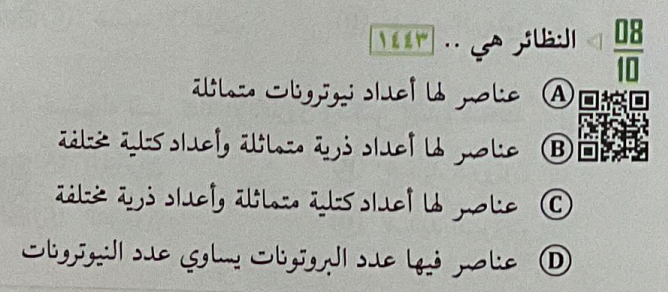 08
10
النظائر هي .. ١٤٤٣
A عناصر لها أعداد نيوترونات متماثلة
B عناصر لها أعداد ذرية متماثلة وأعداد كتلية مختلفة
C عناصر لها أعداد كتلية متماثلة وأعداد ذرية مختلفة
D عناصر فيها عدد البروتونات يساوي عدد النيوترونات